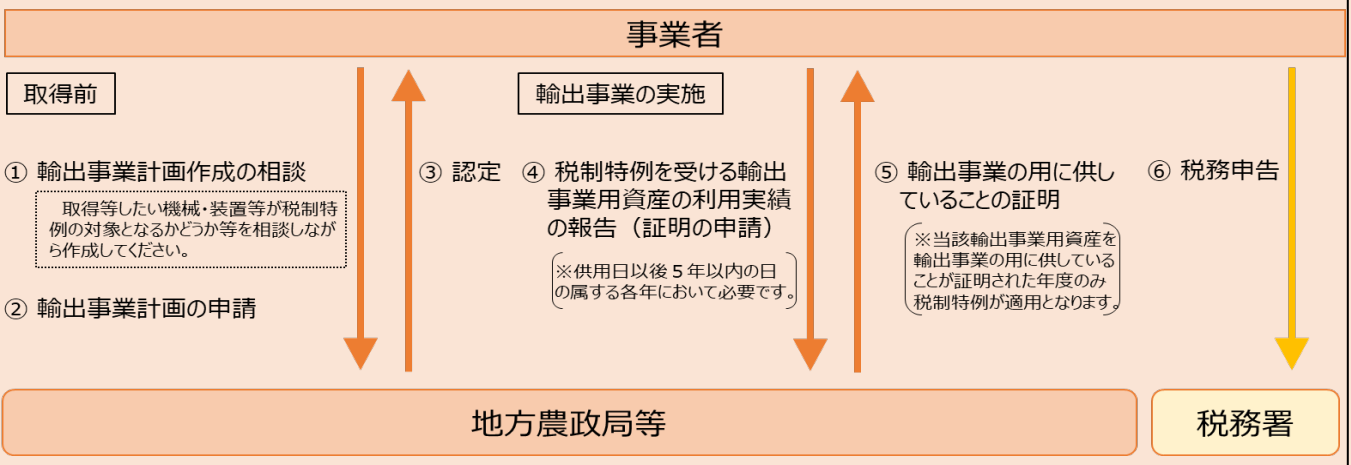 事業者
取得前
① 輸出事業計画作成の相談
取得等したい機械・装置等が税制特
例の対象となるかどうか等を相談しなが
ら作成してください。
② 輸出事業計画の申請
③ 認定
輸出事業の実施
④ 税制特例を受ける輸出
事業用資産の利用実績
の報告（証明の申請）
※供用日以後５年以内の日
の属する各年において必要です。
⑤ 輸出事業の用に供し
ていることの証明
※当該輸出事業用資産を
輸出事業の用に供している
ことが証明された年度のみ
税制特例が適用となります。
⑥ 税務申告
地方農政局等
税務署